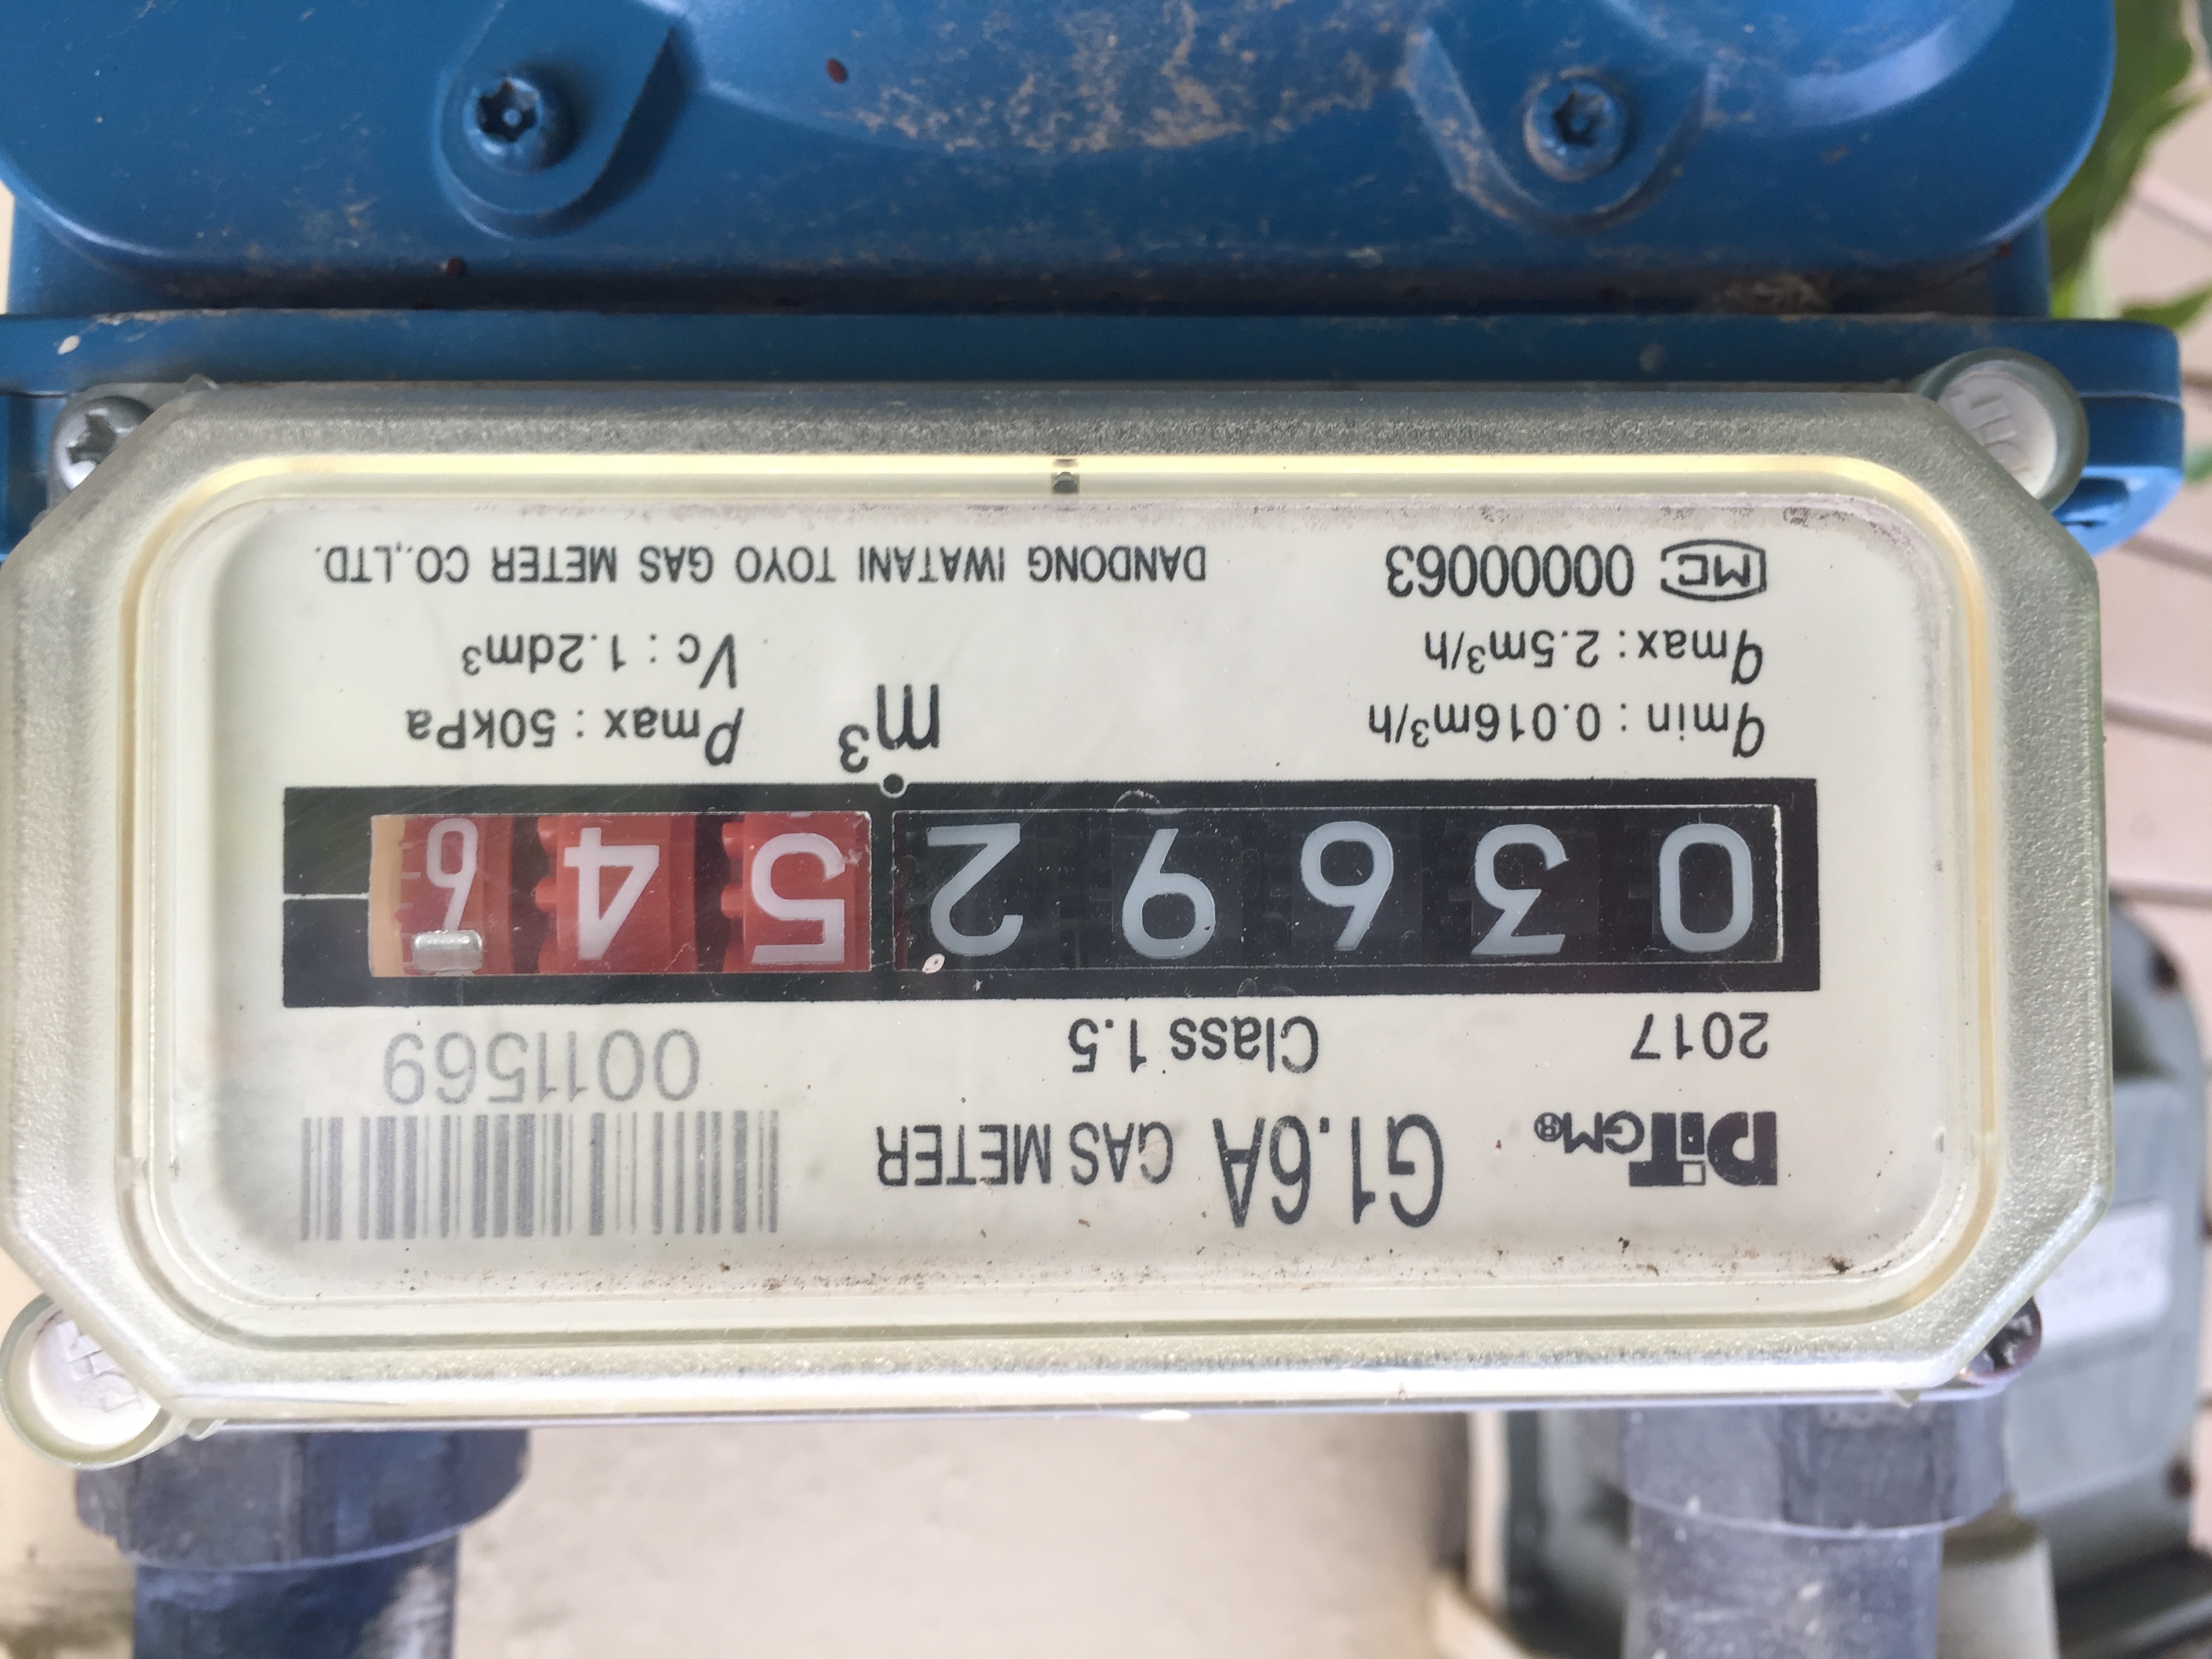 DiTGM® G1.6A GAS METER
0011569
2017 Class 1.5
03692546
qmin : 0.016m³/h m³ Pmax : 50kPa
qmax : 2.5m³/h Vc : 1.2dm³
MC 00000063 DANDONG IWATANI TOYO GAS METER CO.,LTD.